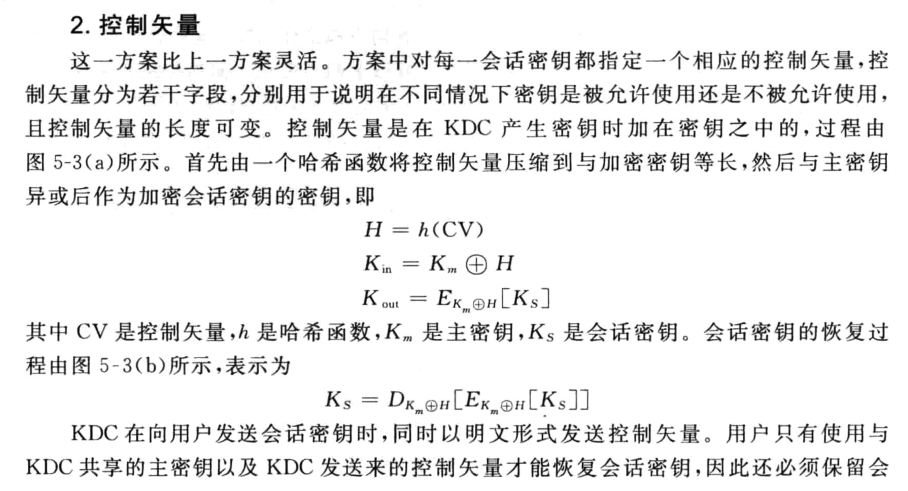 2. 控制矢量
这一方案比上一方案灵活。方案中对每一会话密钥都指定一个相应的控制矢量,控
制矢量分为若干字段,分别用于说明在不同情况下密钥是被允许使用还是不被允许使用,
且控制矢量的长度可变。控制矢量是在 KDC 产生密钥时加在密钥之中的,过程由
图 5-3(a)所示。首先由一个哈希函数将控制矢量压缩到与加密密钥等长,然后与主密钥
异或后作为加密会话密钥的密钥,即
H = h(CV)
K_in = K_m ⊕ H
K_out = E_{K_m⊕H}[K_S]
其中 CV 是控制矢量,h 是哈希函数,K_m 是主密钥,K_S 是会话密钥。会话密钥的恢复过
程由图 5-3(b)所示,表示为
K_S = D_{K_m⊕H}[E_{K_m⊕H}[K_S]]
KDC 在向用户发送会话密钥时,同时以明文形式发送控制矢量。用户只有使用与
KDC 共享的主密钥以及 KDC 发送来的控制矢量才能恢复会话密钥,因此还必须保留会